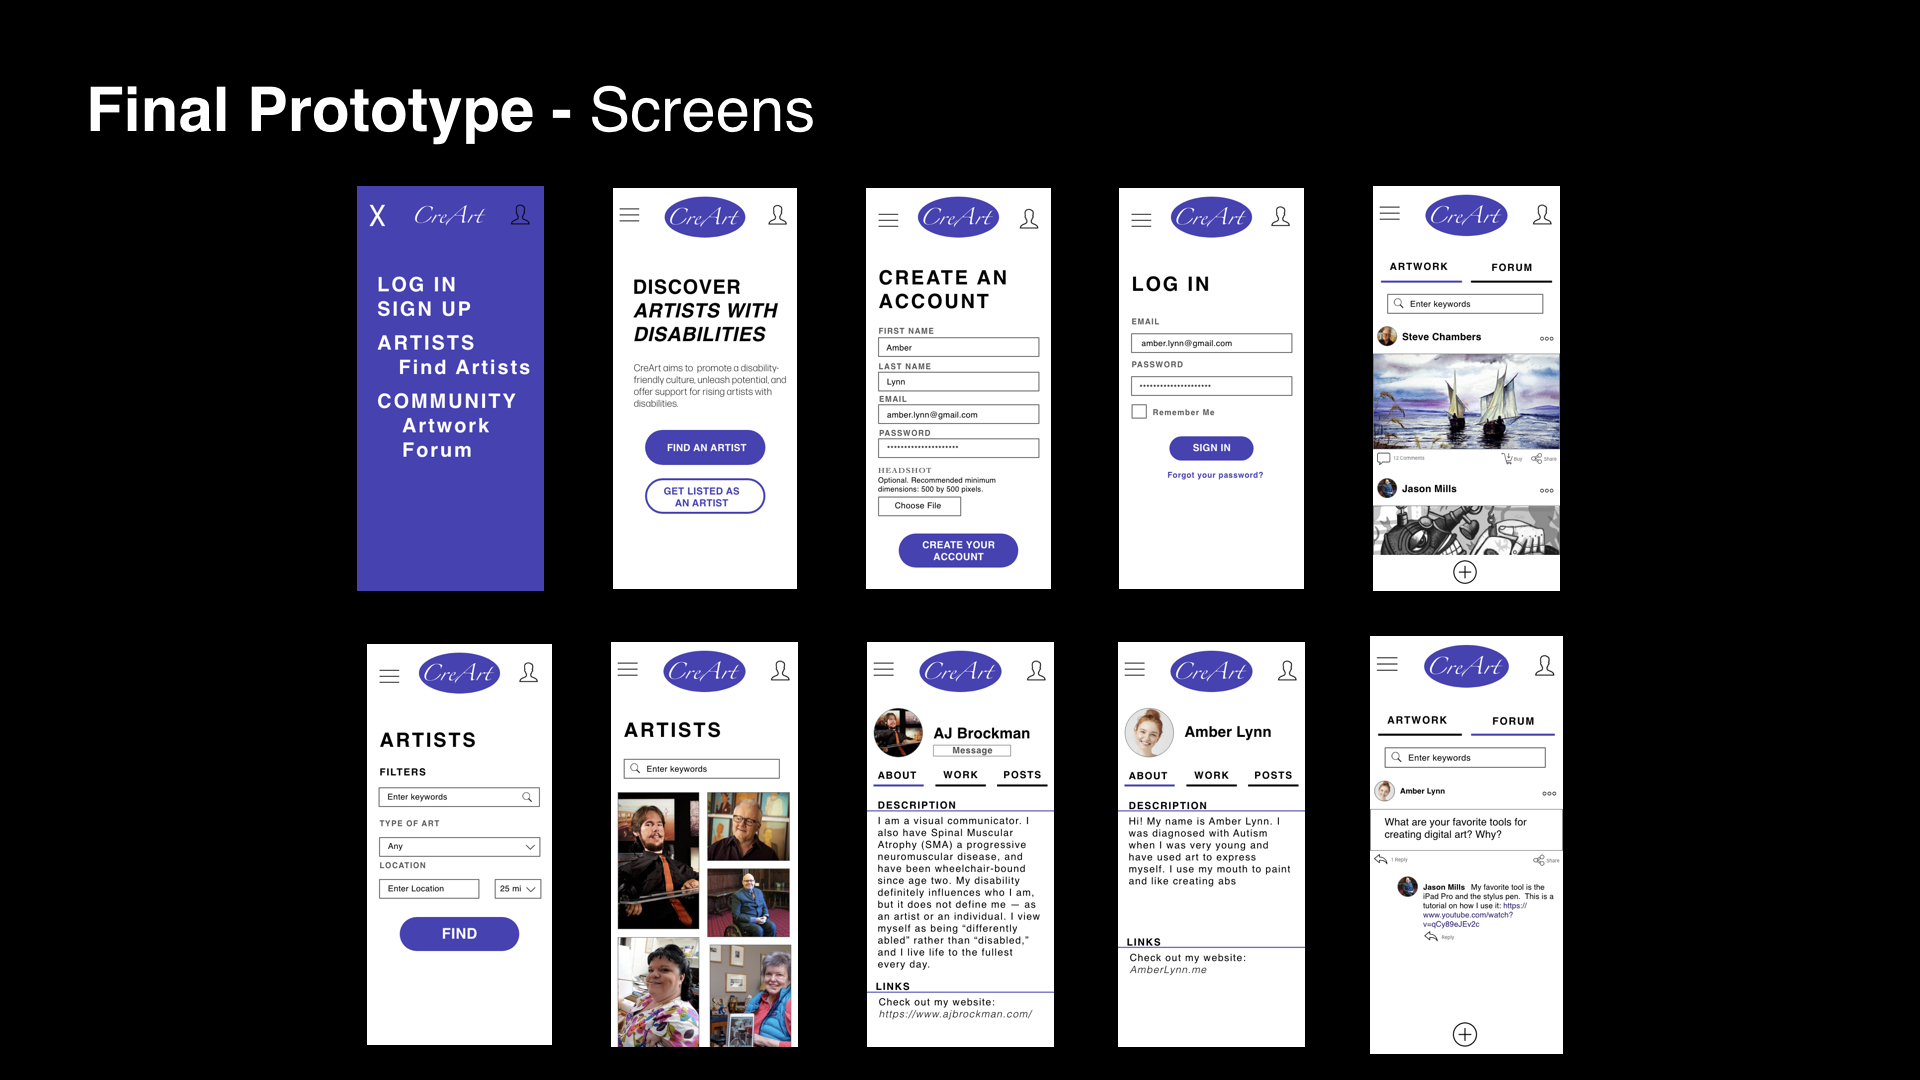 Final Prototype - Screens
X
CreArt
LOG IN
SIGN UP
ARTISTS
Find Artists
COMMUNITY
Artwork
Forum
CreArt
DISCOVER
ARTISTS WITH
DISABILITIES
CreArt aims to promote a disability-
friendly culture, unleash potential, and
offer support for rising artists with
disabilities.
FIND AN ARTIST
GET LISTED AS
AN ARTIST
CreArt
CREATE AN
ACCOUNT
FIRST NAME
Amber
LAST NAME
Lynn
EMAIL
amber.lynn@gmail.com
PASSWORD
HEADSHOT
Optional. Recommended minimum
dimensions: 500 by 500 pixels.
Choose File
CREATE YOUR
ACCOUNT
CreArt
LOG IN
EMAIL
amber.lynn@gmail.com
PASSWORD
Remember Me
SIGN IN
Forgot your password?
CreArt
ARTWORK FORUM
Enter keywords
Steve Chambers
12 Comments Buy Share
Jason Mills
CreArt
ARTISTS
FILTERS
Enter keywords
TYPE OF ART
Any
LOCATION
Enter Location 25 mi
FIND
CreArt
ARTISTS
Enter keywords
CreArt
AJ Brockman
Message
ABOUT WORK POSTS
DESCRIPTION
I am a visual communicator. I
also have Spinal Muscular
Atrophy (SMA) a progressive
neuromuscular disease, and
have been wheelchair-bound
since age two. My disability
definitely influences who I am,
but it does not define me — as
an artist or an individual. I view
myself as being “differently
abled” rather than “disabled,”
and I live life to the fullest
every day.
LINKS
Check out my website:
https://www.ajbrockman.com/
CreArt
Amber Lynn
ABOUT WORK POSTS
DESCRIPTION
Hi! My name is Amber Lynn. I
was diagnosed with Autism
when I was very young and
have used art to express
myself. I use my mouth to paint
and like creating abs
LINKS
Check out my website:
AmberLynn.me
CreArt
ARTWORK FORUM
Enter keywords
Amber Lynn
What are your favorite tools for
creating digital art? Why?
1 Reply Share
Jason Mills My favorite tool is the
iPad Pro and the stylus pen. This is a
tutorial on how I use it: https://
www.youtube.com/watch?
v=qCy89eJEv2c
Reply